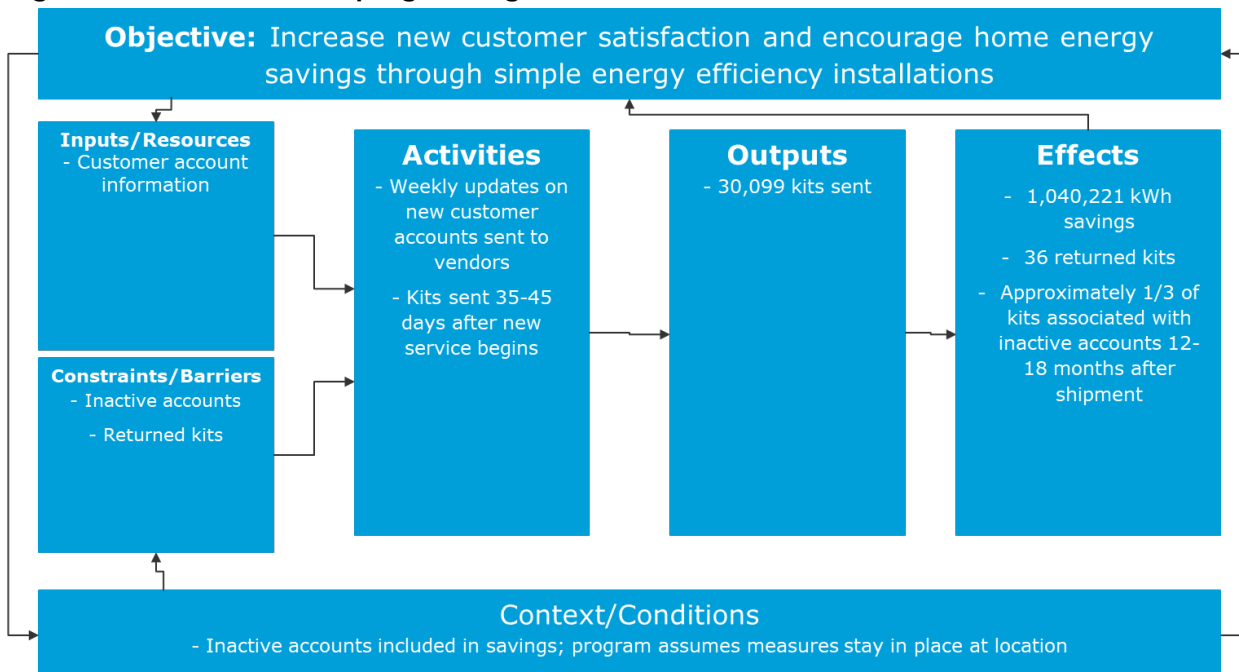 Objective: Increase new customer satisfaction and encourage home energy
savings through simple energy efficiency installations
Inputs/Resources
- Customer account
information
Constraints/Barriers
- Inactive accounts
- Returned kits
Activities
- Weekly updates on
new customer
accounts sent to
vendors
- Kits sent 35-45
days after new
service begins
Outputs
- 30,099 kits sent
Effects
- 1,040,221 kWh
savings
- 36 returned kits
- Approximately 1/3 of
kits associated with
inactive accounts 12-
18 months after
shipment
Context/Conditions
- Inactive accounts included in savings; program assumes measures stay in place at location